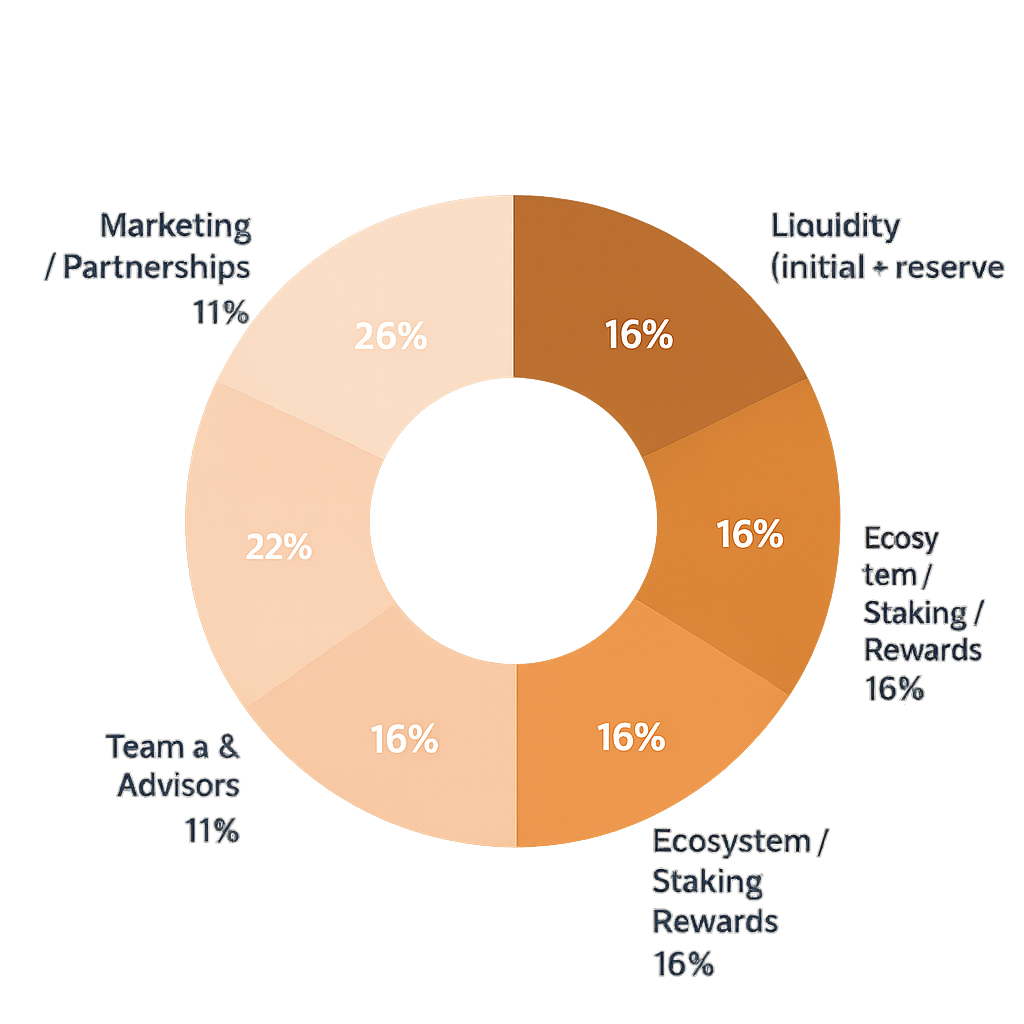 Marketing
/ Partnerships
11%
Liquidity
(initial + reserve
26%
16%
22%
16%
Ecosy
tem /
Staking /
Rewards
16%
16%
16%
Team a &
Advisors
11%
Ecosystem /
Staking
Rewards
16%